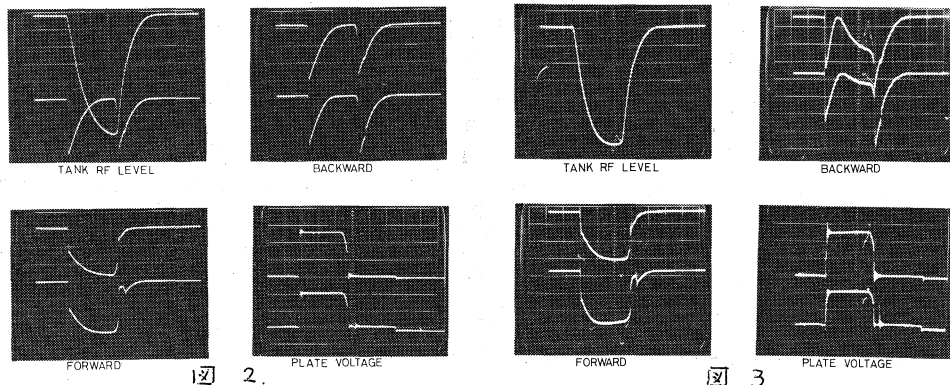 TANK RF LEVEL
BACKWARD
FORWARD
PLATE VOLTAGE
図 2.
TANK RF LEVEL
BACKWARD
FORWARD
PLATE VOLTAGE
図 3